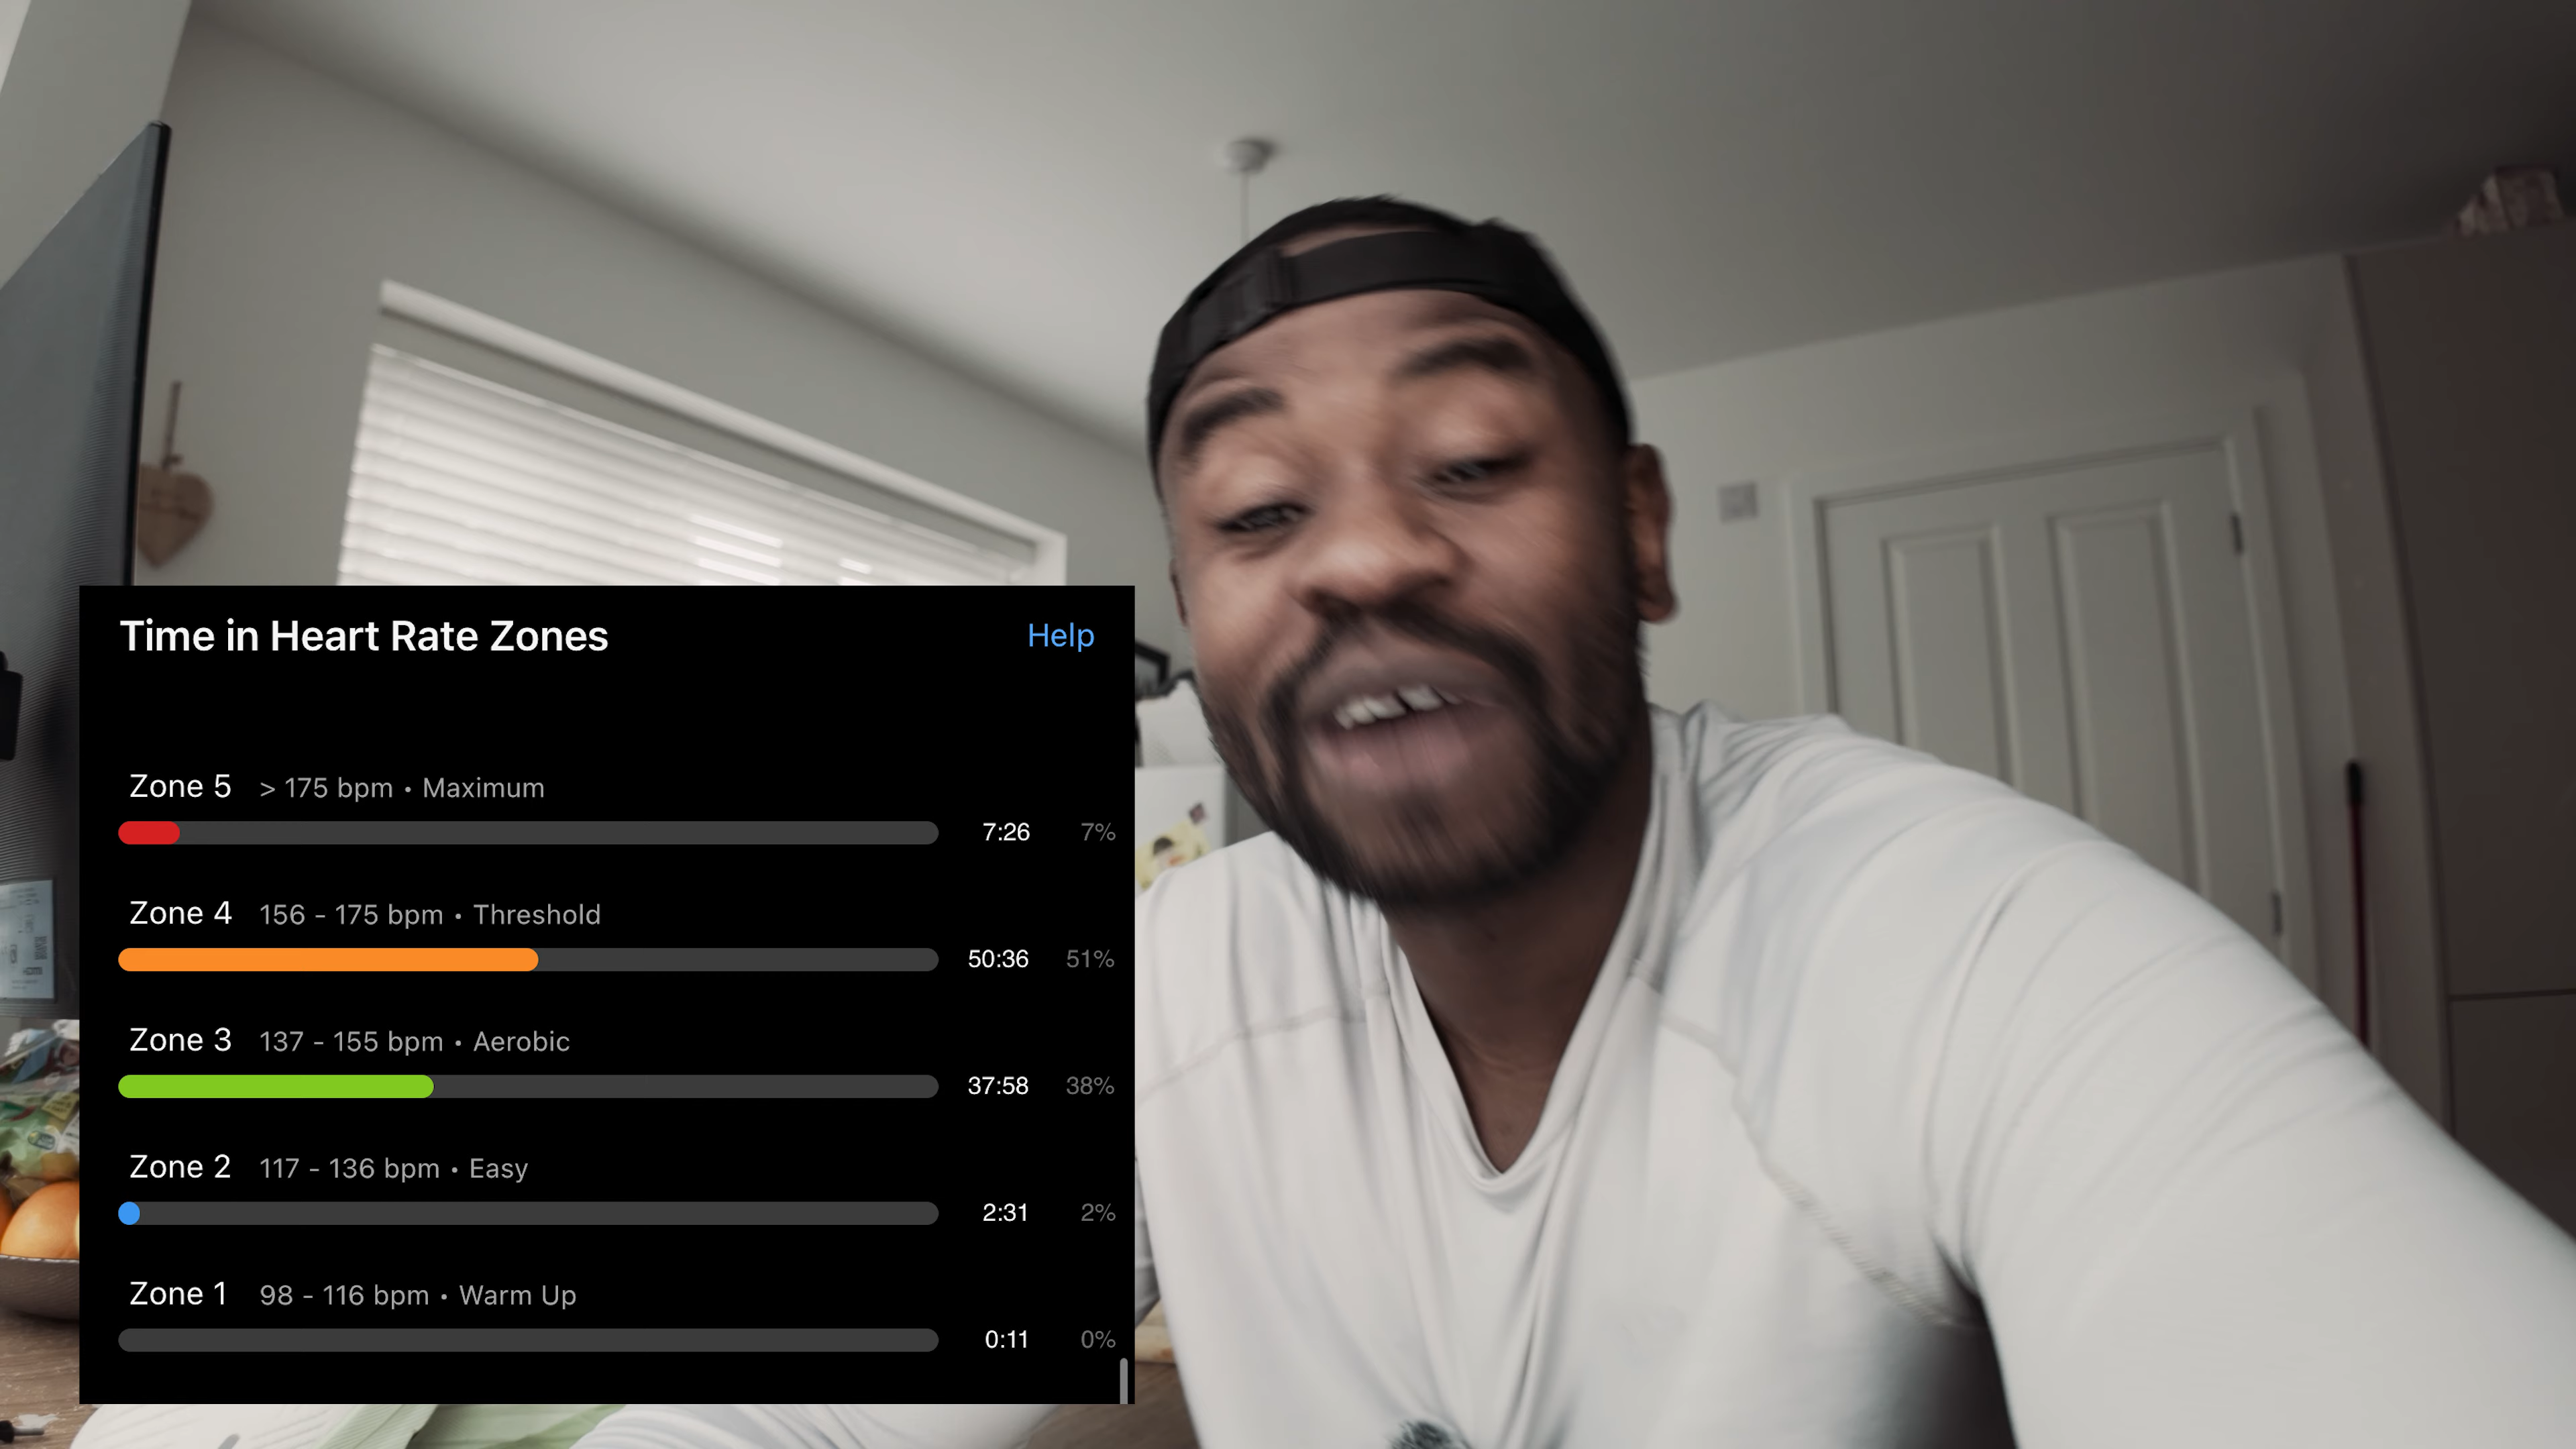 Time in Heart Rate Zones Help
Zone 5 > 175 bpm • Maximum
7:26 7%
Zone 4 156 - 175 bpm • Threshold
50:36 51%
Zone 3 137 - 155 bpm • Aerobic
37:58 38%
Zone 2 117 - 136 bpm • Easy
2:31 2%
Zone 1 98 - 116 bpm • Warm Up
0:11 0%